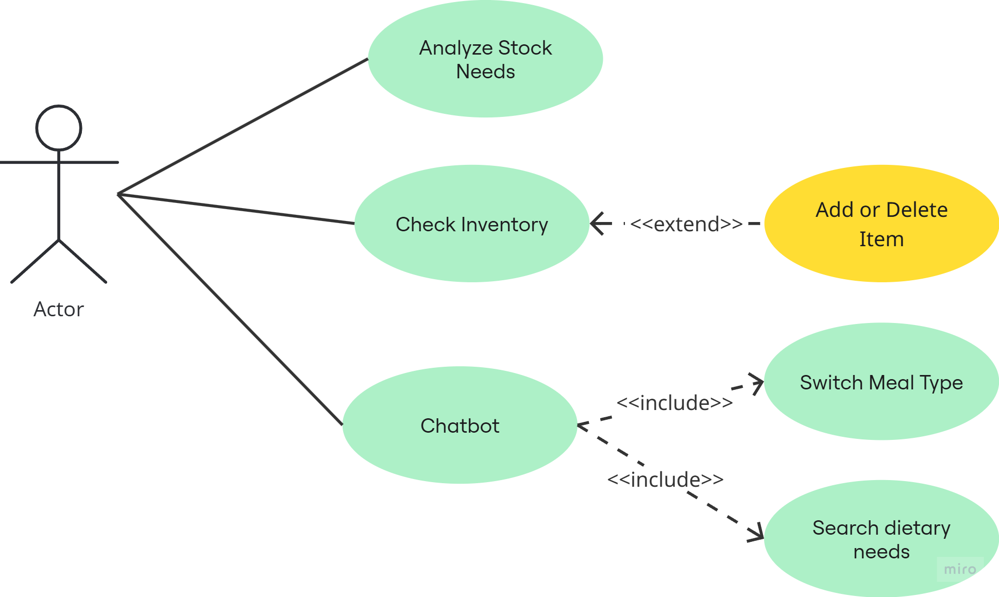 Analyze Stock
Needs
Check Inventory
<<extend>>
Add or Delete
Item
Actor
Switch Meal Type
<<include>>
Chatbot
<<include>>
Search dietary
needs
miro